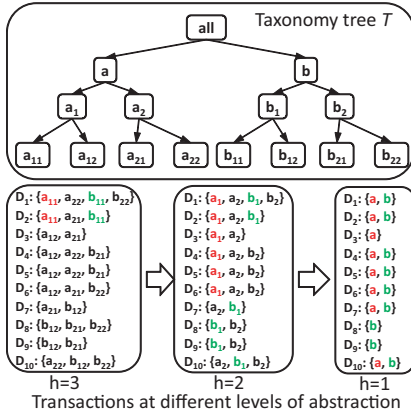 Taxonomy tree T
all
a b
a₁ a₂ b₁ b₂
a₁₁ a₁₂ a₂₁ a₂₂ b₁₁ b₁₂ b₂₁ b₂₂
D₁: {a₁₁, a₂₂, b₁₁, b₂₂}
D₂: {a₁₁, a₂₁, b₁₁}
D₃: {a₁₂, a₂₁}
D₄: {a₁₂, a₂₂, b₂₁}
D₅: {a₁₂, a₂₂, b₂₁}
D₆: {a₁₂, a₂₁, b₂₂}
D₇: {a₂₁, b₁₂}
D₈: {b₁₂, b₂₁, b₂₂}
D₉: {b₁₂, b₂₁}
D₁₀: {a₂₂, b₁₂, b₂₂}
h=3
D₁: {a₁, a₂, b₁, b₂}
D₂: {a₁, a₂, b₁}
D₃: {a₁, a₂}
D₄: {a₁, a₂, b₂}
D₅: {a₁, a₂, b₂}
D₆: {a₁, a₂, b₂}
D₇: {a₂, b₁}
D₈: {b₁, b₂}
D₉: {b₁, b₂}
D₁₀: {a₂, b₁, b₂}
h=2
D₁: {a, b}
D₂: {a, b}
D₃: {a}
D₄: {a, b}
D₅: {a, b}
D₆: {a, b}
D₇: {a, b}
D₈: {b}
D₉: {b}
D₁₀: {a, b}
h=1
Transactions at different levels of abstraction